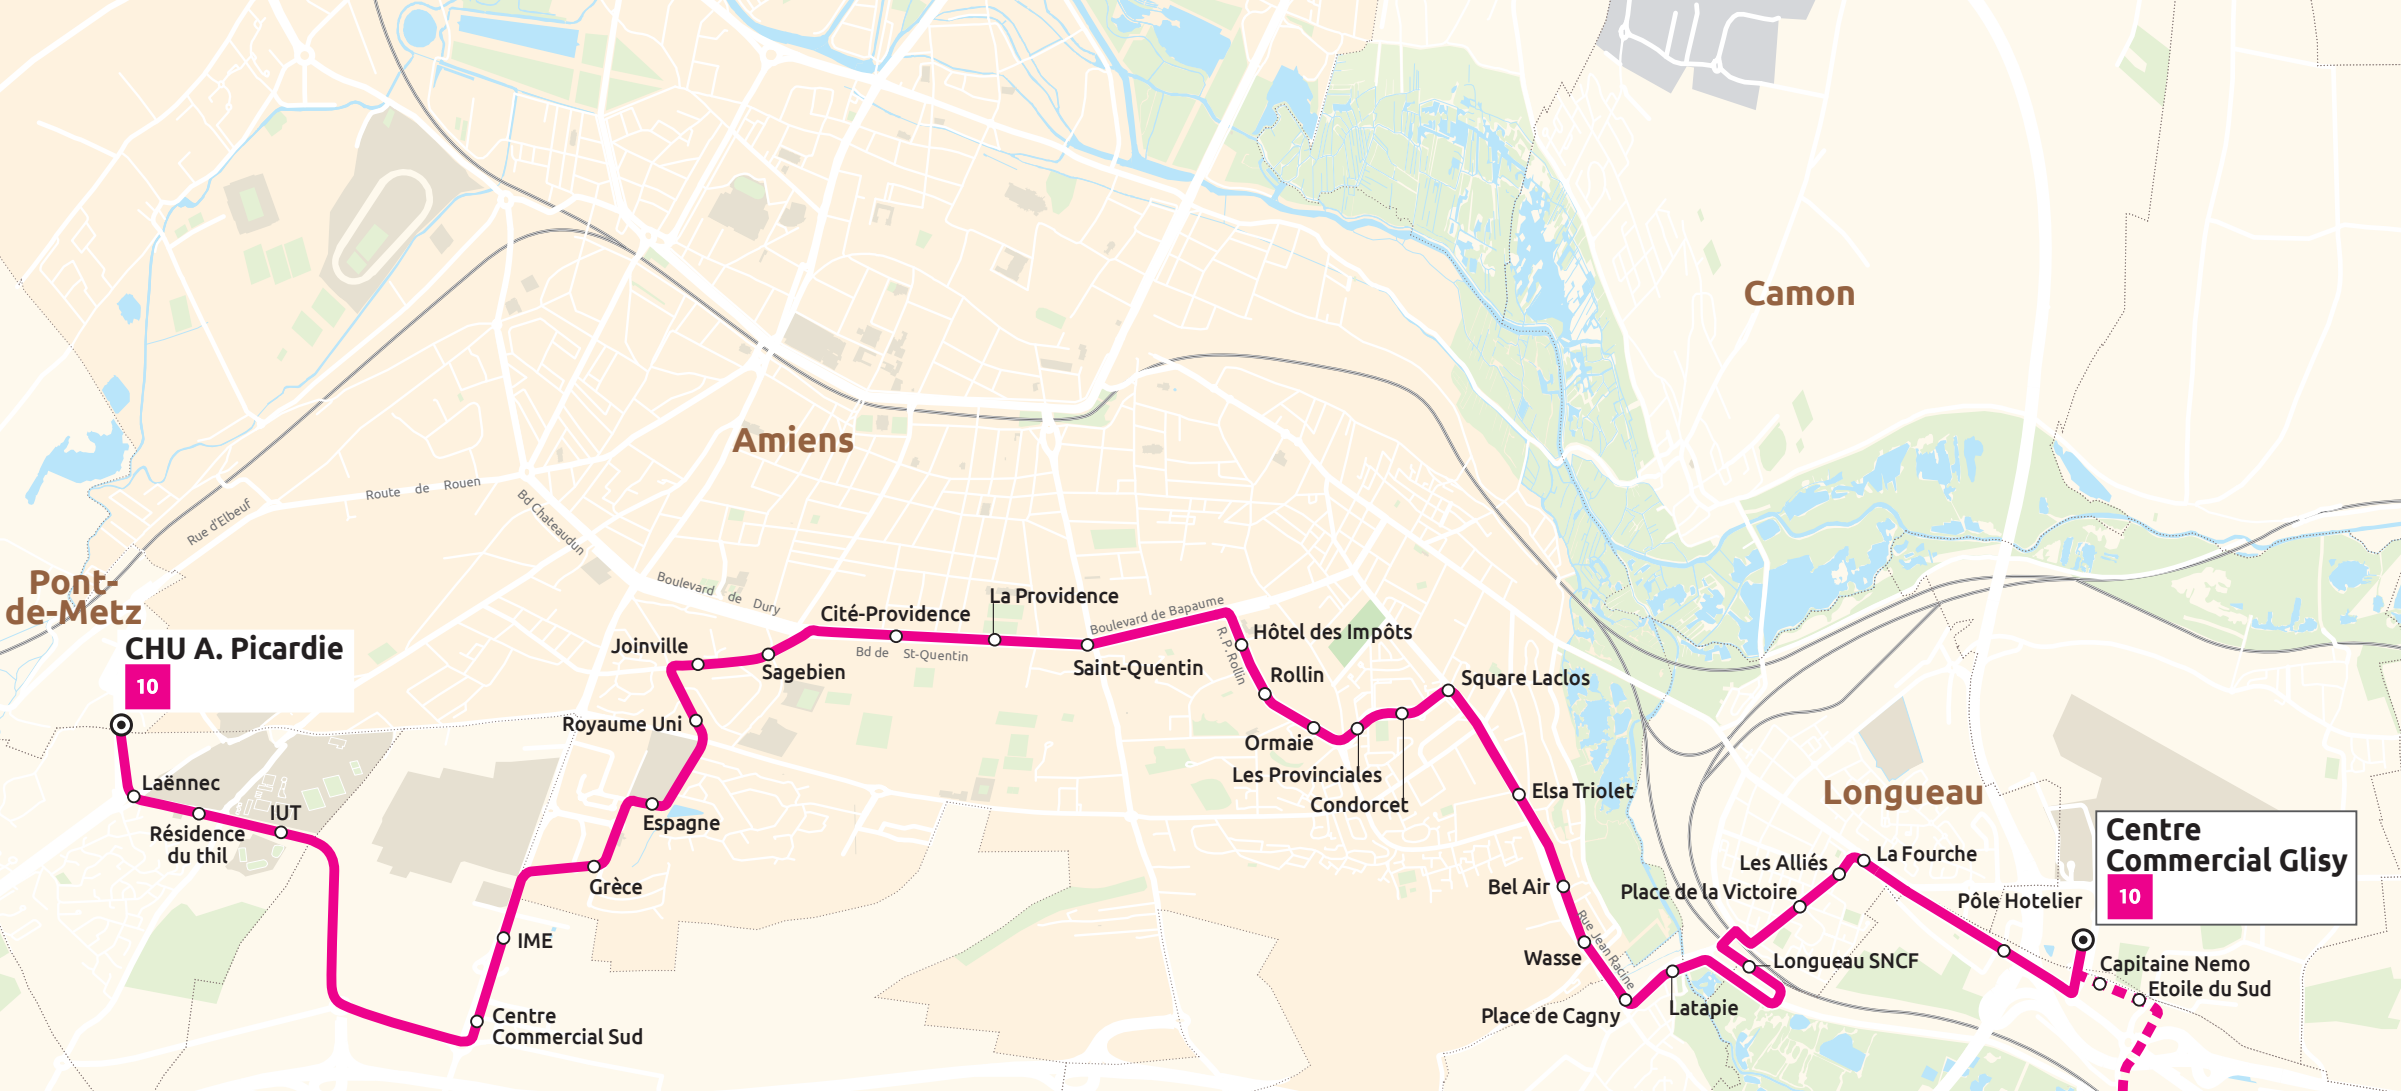 Camon
Amiens
Route de Rouen
Rue d'Elbeuf
Bd Chateaudun
Pont-
de-Metz
Boulevard de Dury
CHU A. Picardie
10
Laënnec
Résidence
du thil
IUT
Centre
Commercial Sud
IME
Grèce
Espagne
Royaume Uni
Joinville
Sagebien
Cité-Providence
Bd de St-Quentin
La Providence
Saint-Quentin
Boulevard de Bapaume
R. P. Rollin
Hôtel des Impôts
Rollin
Ormaie
Les Provinciales
Condorcet
Square Laclos
Elsa Triolet
Bel Air
Wasse
Rue Jean Racine
Place de Cagny
Latapie
Longueau SNCF
Place de la Victoire
Les Alliés
La Fourche
Longueau
Pôle Hotelier
Centre
Commercial Glisy
10
Capitaine Nemo
Etoile du Sud